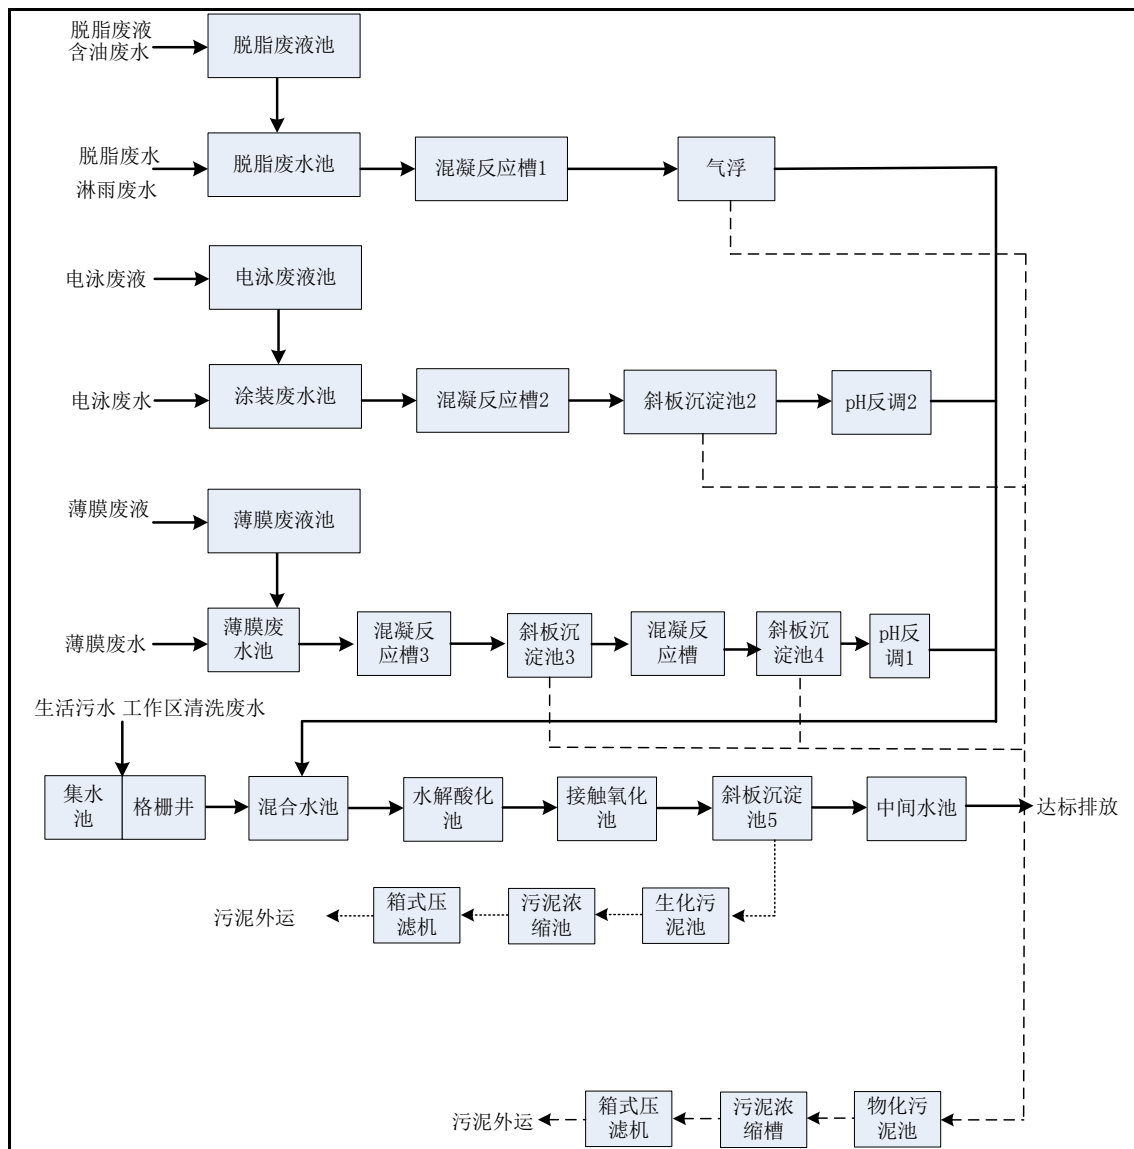 脱脂废液
含油废水
脱脂废液池
脱脂废水
淋雨废水
脱脂废水池
混凝反应槽1
气浮
电泳废液
电泳废液池
电泳废水
涂装废水池
混凝反应槽2
斜板沉淀池2
pH反调2
薄膜废液
薄膜废液池
薄膜废水
薄膜废
水池
混凝反
应槽3
斜板沉
淀池3
混凝反
应槽
斜板沉
淀池4
pH反
调1
生活污水 工作区清洗废水
集水
池
格栅井
混合水池
水解酸化
池
接触氧化
池
斜板沉淀
池5
中间水池
达标排放
污泥外运
箱式压
滤机
污泥浓
缩池
生化污
泥池
污泥外运
箱式压
滤机
污泥浓
缩槽
物化污
泥池